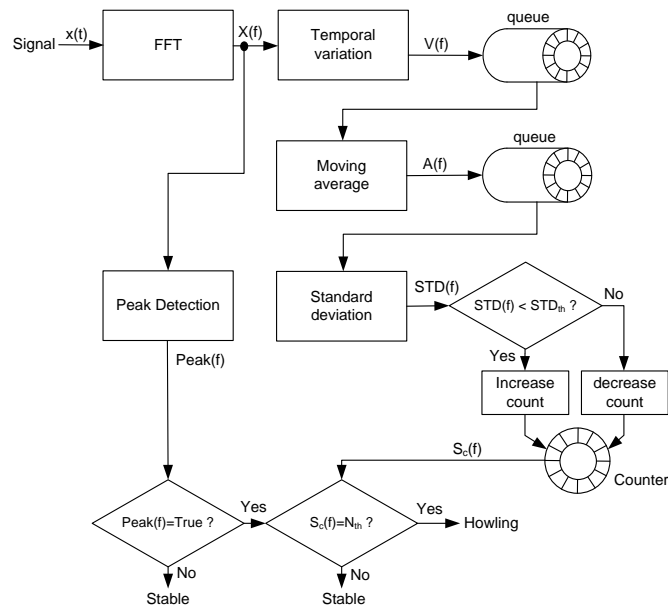 queue
Signal
x(t)
FFT
X(f)
Temporal
variation
V(f)
queue
Moving
average
A(f)
Peak Detection
Standard
deviation
STD(f)
STD(f) < STDth ?
No
Yes
Increase
count
decrease
count
Peak(f)
Sc(f)
Counter
Peak(f)=True ?
Yes
Sc(f)=Nth ?
Yes
Howling
No
Stable
No
Stable